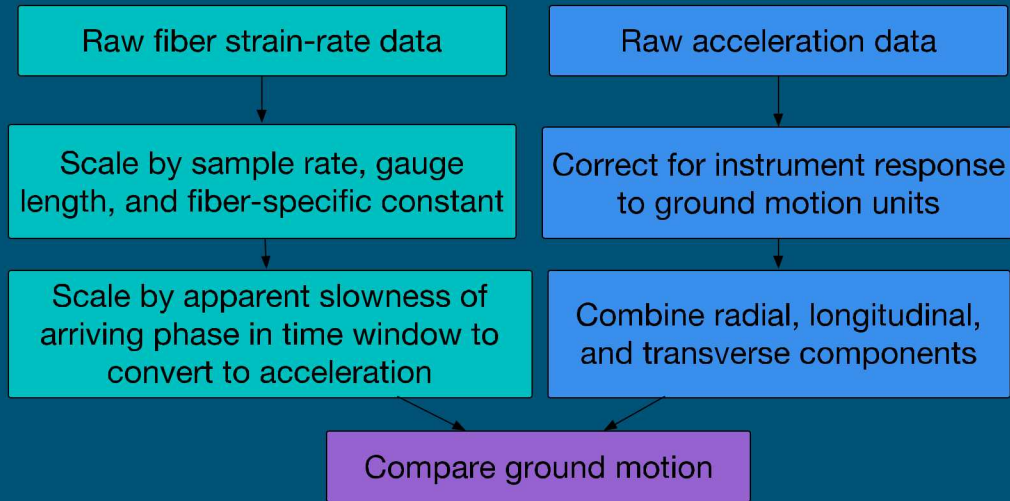 Raw fiber strain-rate data
Raw acceleration data
Scale by sample rate, gauge
length, and fiber-specific constant
Correct for instrument response
to ground motion units
Scale by apparent slowness of
arriving phase in time window to
convert to acceleration
Combine radial, longitudinal,
and transverse components
Compare ground motion